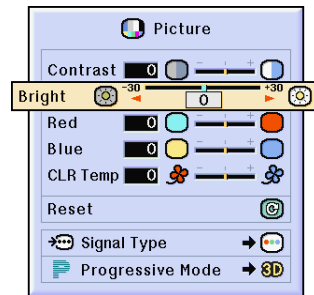 Picture
Contrast 0 - +
Bright -30 0 +30
Red 0 - +
Blue 0 - +
CLR Temp 0 - +
Reset
Signal Type
Progressive Mode 3D